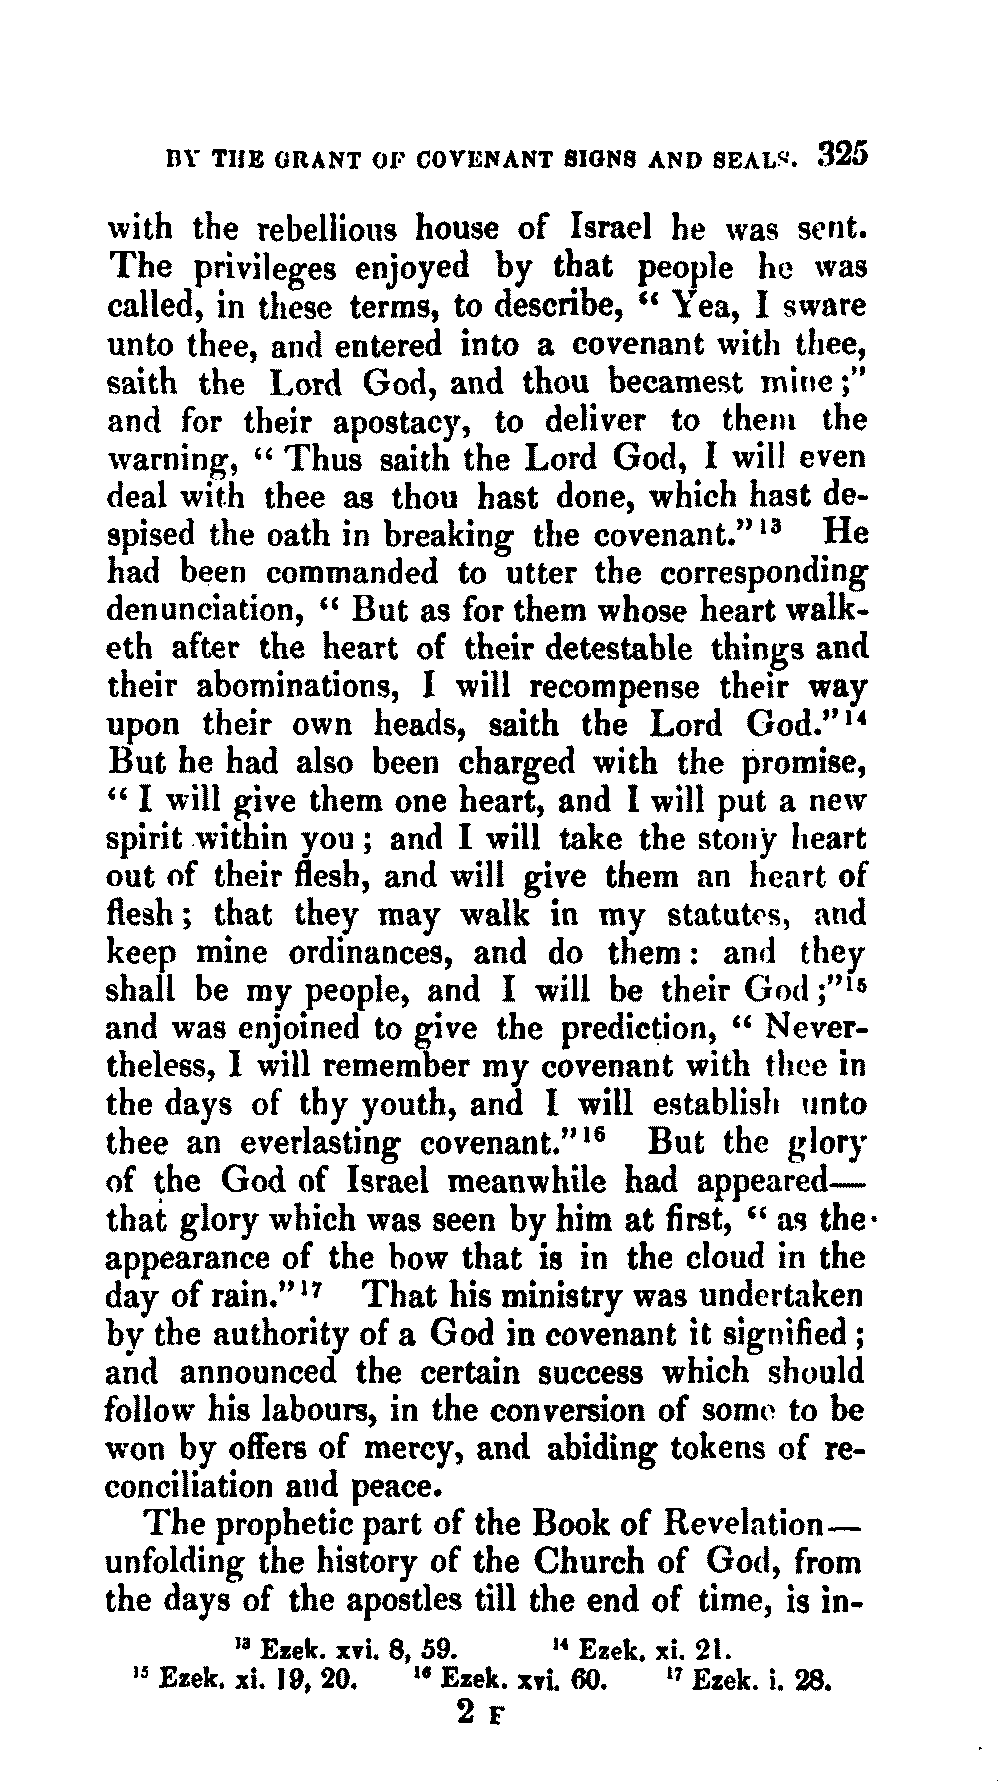 BY THE GRANT OF COVENANT SIGNS AND SEALS. 325
with the rebellious house of Israel he was sent.
The privileges enjoyed by that people he was
called, in these terms, to describe, “ Yea, I sware
unto thee, and entered into a covenant with thee,
saith the Lord God, and thou becamest mine ;”
and for their apostacy, to deliver to them the
warning, “ Thus saith the Lord God, I will even
deal with thee as thou hast done, which hast de-
spised the oath in breaking the covenant.”¹³ He
had been commanded to utter the corresponding
denunciation, “ But as for them whose heart walk-
eth after the heart of their detestable things and
their abominations, I will recompense their way
upon their own heads, saith the Lord God.”¹⁴
But he had also been charged with the promise,
“ I will give them one heart, and I will put a new
spirit within you ; and I will take the stony heart
out of their flesh, and will give them an heart of
flesh ; that they may walk in my statutes, and
keep mine ordinances, and do them : and they
shall be my people, and I will be their God ;”¹⁵
and was enjoined to give the prediction, “ Never-
theless, I will remember my covenant with thee in
the days of thy youth, and I will establish unto
thee an everlasting covenant.”¹⁶ But the glory
of the God of Israel meanwhile had appeared—
that glory which was seen by him at first, “ as the
appearance of the bow that is in the cloud in the
day of rain.”¹⁷ That his ministry was undertaken
by the authority of a God in covenant it signified ;
and announced the certain success which should
follow his labours, in the conversion of some to be
won by offers of mercy, and abiding tokens of re-
conciliation and peace.
The prophetic part of the Book of Revelation—
unfolding the history of the Church of God, from
the days of the apostles till the end of time, is in-
¹³ Ezek. xvi. 8, 59. ¹⁴ Ezek. xi. 21.
¹⁵ Ezek. xi. 19, 20. ¹⁶ Ezek. xvi. 60. ¹⁷ Ezek. i. 28.
2 F